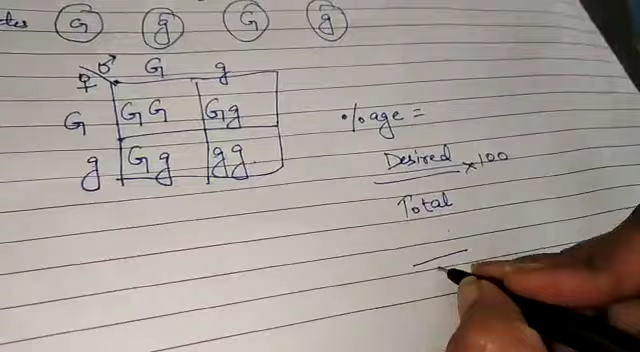 G g G g
♀ ♂ G g
G GG Gg
g Gg gg
%age =
Desired × 100
Total